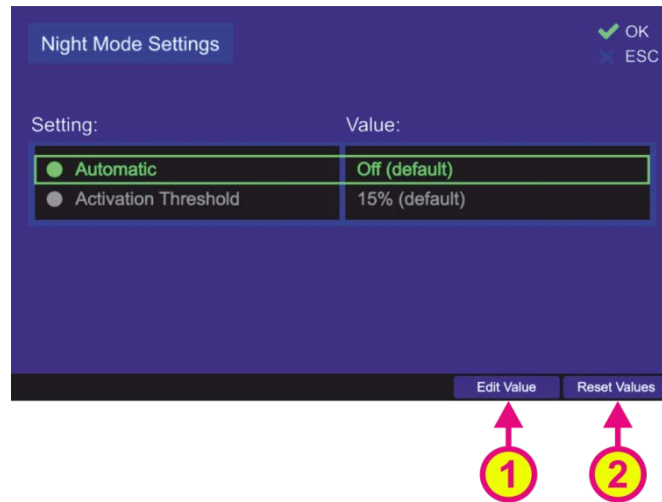 Night Mode Settings
OK
ESC
Setting: Value:
Automatic Off (default)
Activation Threshold 15% (default)
Edit Value Reset Values
1 2